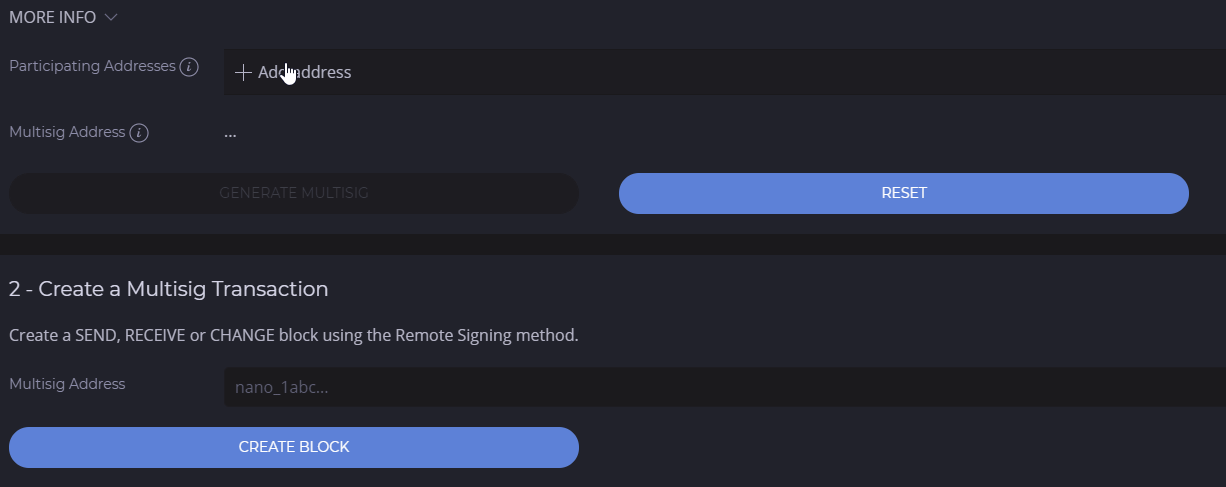 MORE INFO
Participating Addresses
Add address
Multisig Address
...
GENERATE MULTISIG
RESET
2 - Create a Multisig Transaction
Create a SEND, RECEIVE or CHANGE block using the Remote Signing method.
Multisig Address
nano_1abc...
CREATE BLOCK